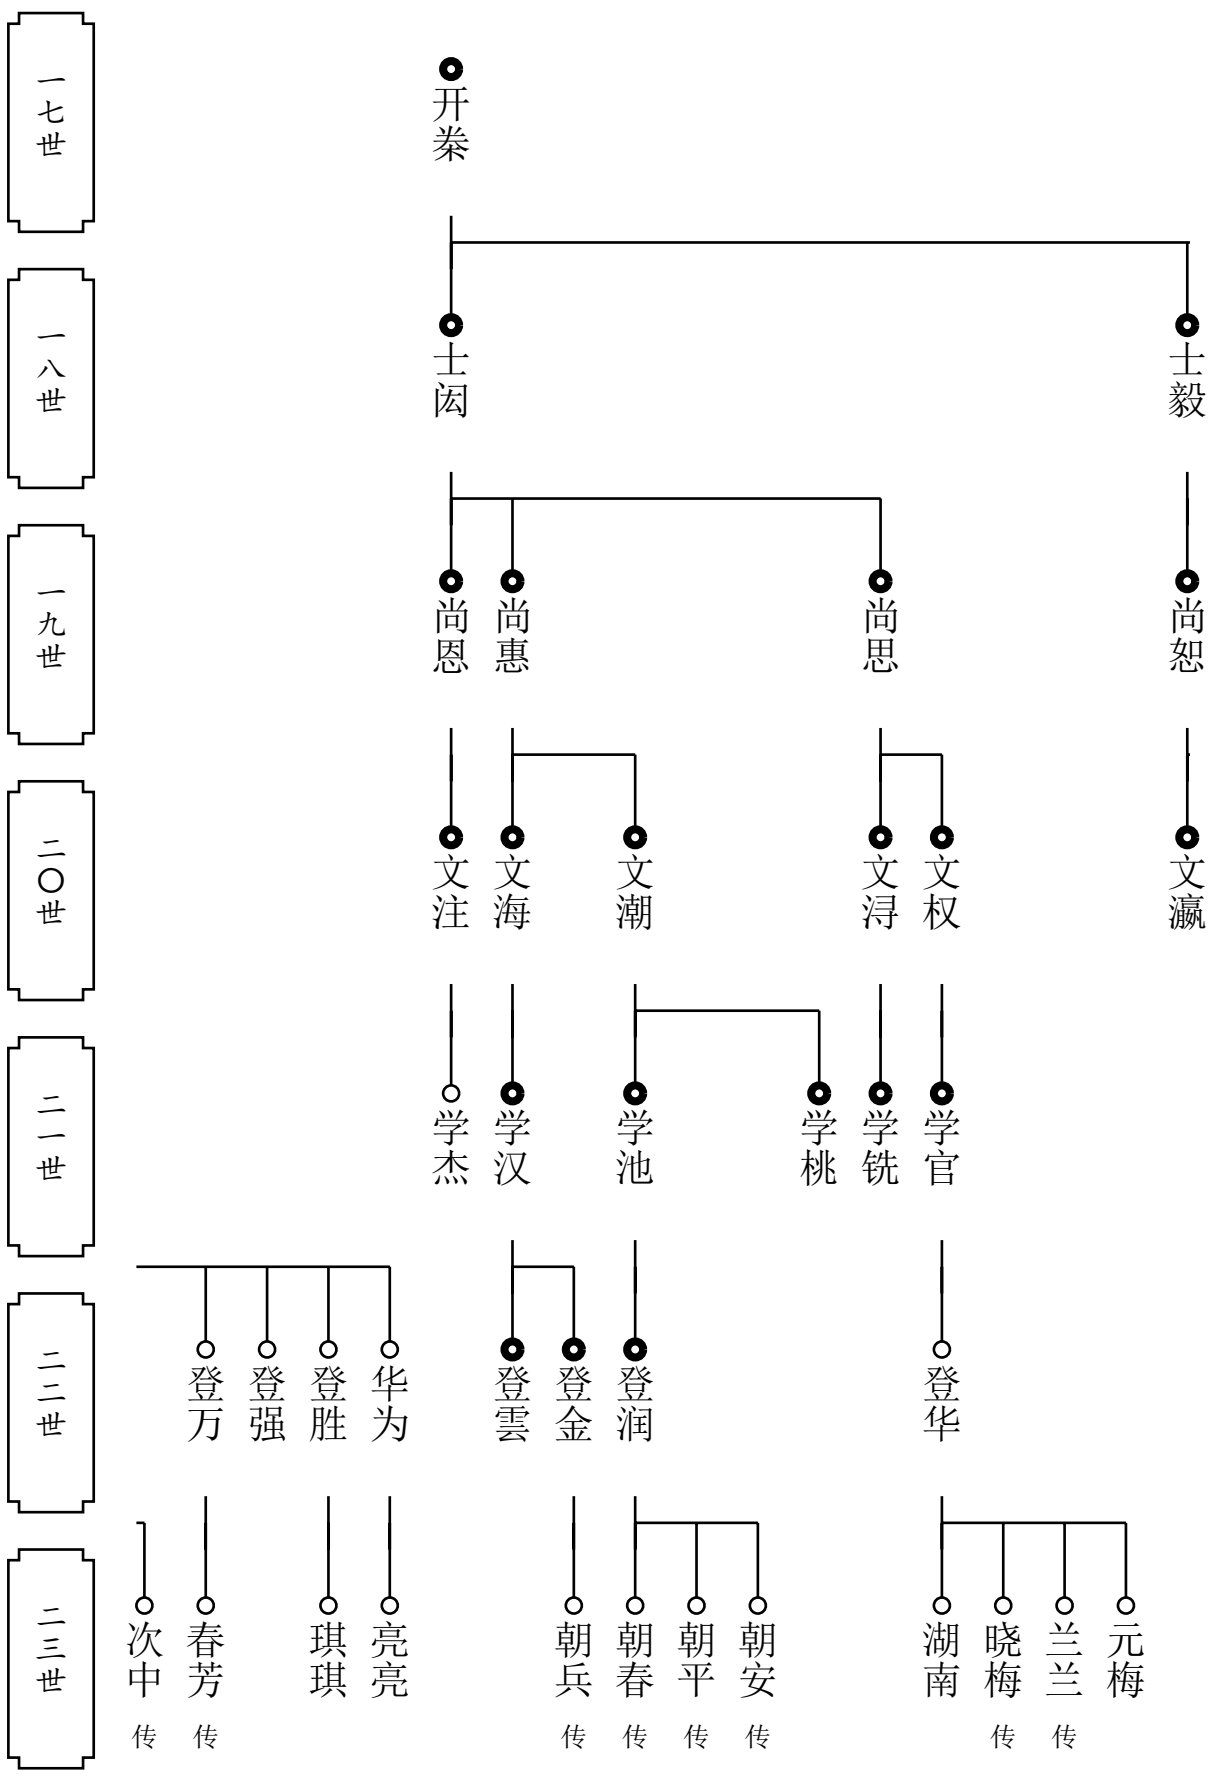 一七世
开桊
一八世
士闳
士毅
一九世
尚恩
尚惠
尚思
尚恕
二〇世
文注
文海
文潮
文浔
文权
文瀛
二一世
学杰
学汉
学池
学桃
学铣
学官
二二世
登万
登强
登胜
华为
登雲
登金
登润
登华
二三世
次中 传
春芳 传
琪琪
亮亮
朝兵 传
朝春 传
朝平 传
朝安 传
湖南
晓梅 传
兰兰 传
元梅